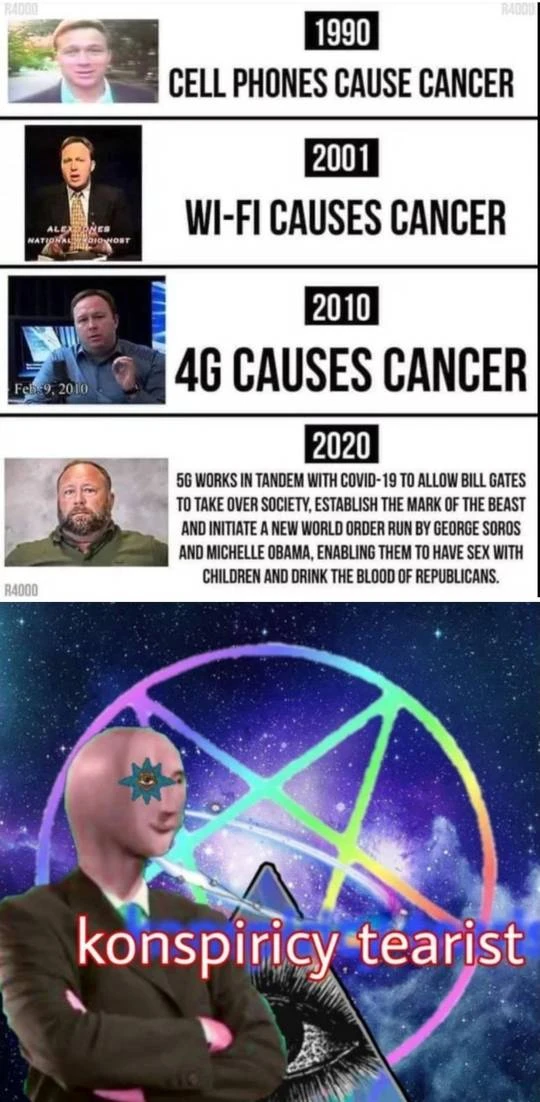 R4000 R4000
1990
CELL PHONES CAUSE CANCER
2001
WI-FI CAUSES CANCER
ALEX JONES
NATIONAL RADIO HOST
2010
4G CAUSES CANCER
Feb. 9, 2010
2020
5G WORKS IN TANDEM WITH COVID-19 TO ALLOW BILL GATES
TO TAKE OVER SOCIETY, ESTABLISH THE MARK OF THE BEAST
AND INITIATE A NEW WORLD ORDER RUN BY GEORGE SOROS
AND MICHELLE OBAMA, ENABLING THEM TO HAVE SEX WITH
CHILDREN AND DRINK THE BLOOD OF REPUBLICANS.
R4000
konspiricy tearist